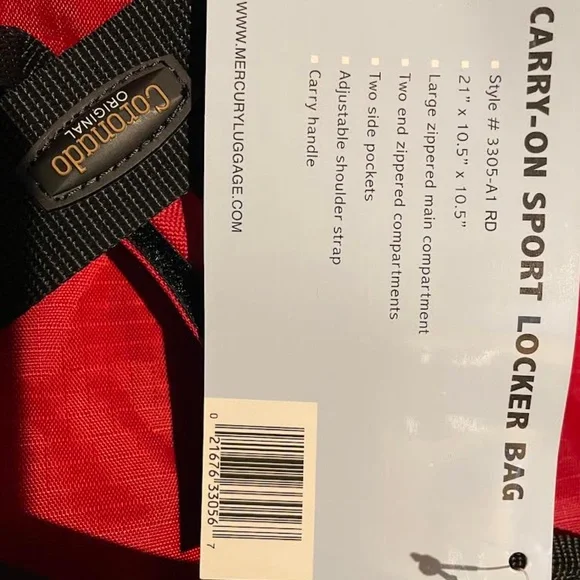 CARRY-ON SPORT LOCKER BAG
Style # 3305-A1 RD
21" x 10.5" x 10.5"
Large zippered main compartment
Two end zippered compartments
Two side pockets
Adjustable shoulder strap
Carry handle
WWW.MERCURYLUGGAGE.COM
0 21676 33056 7
Coronado
ORIGINAL